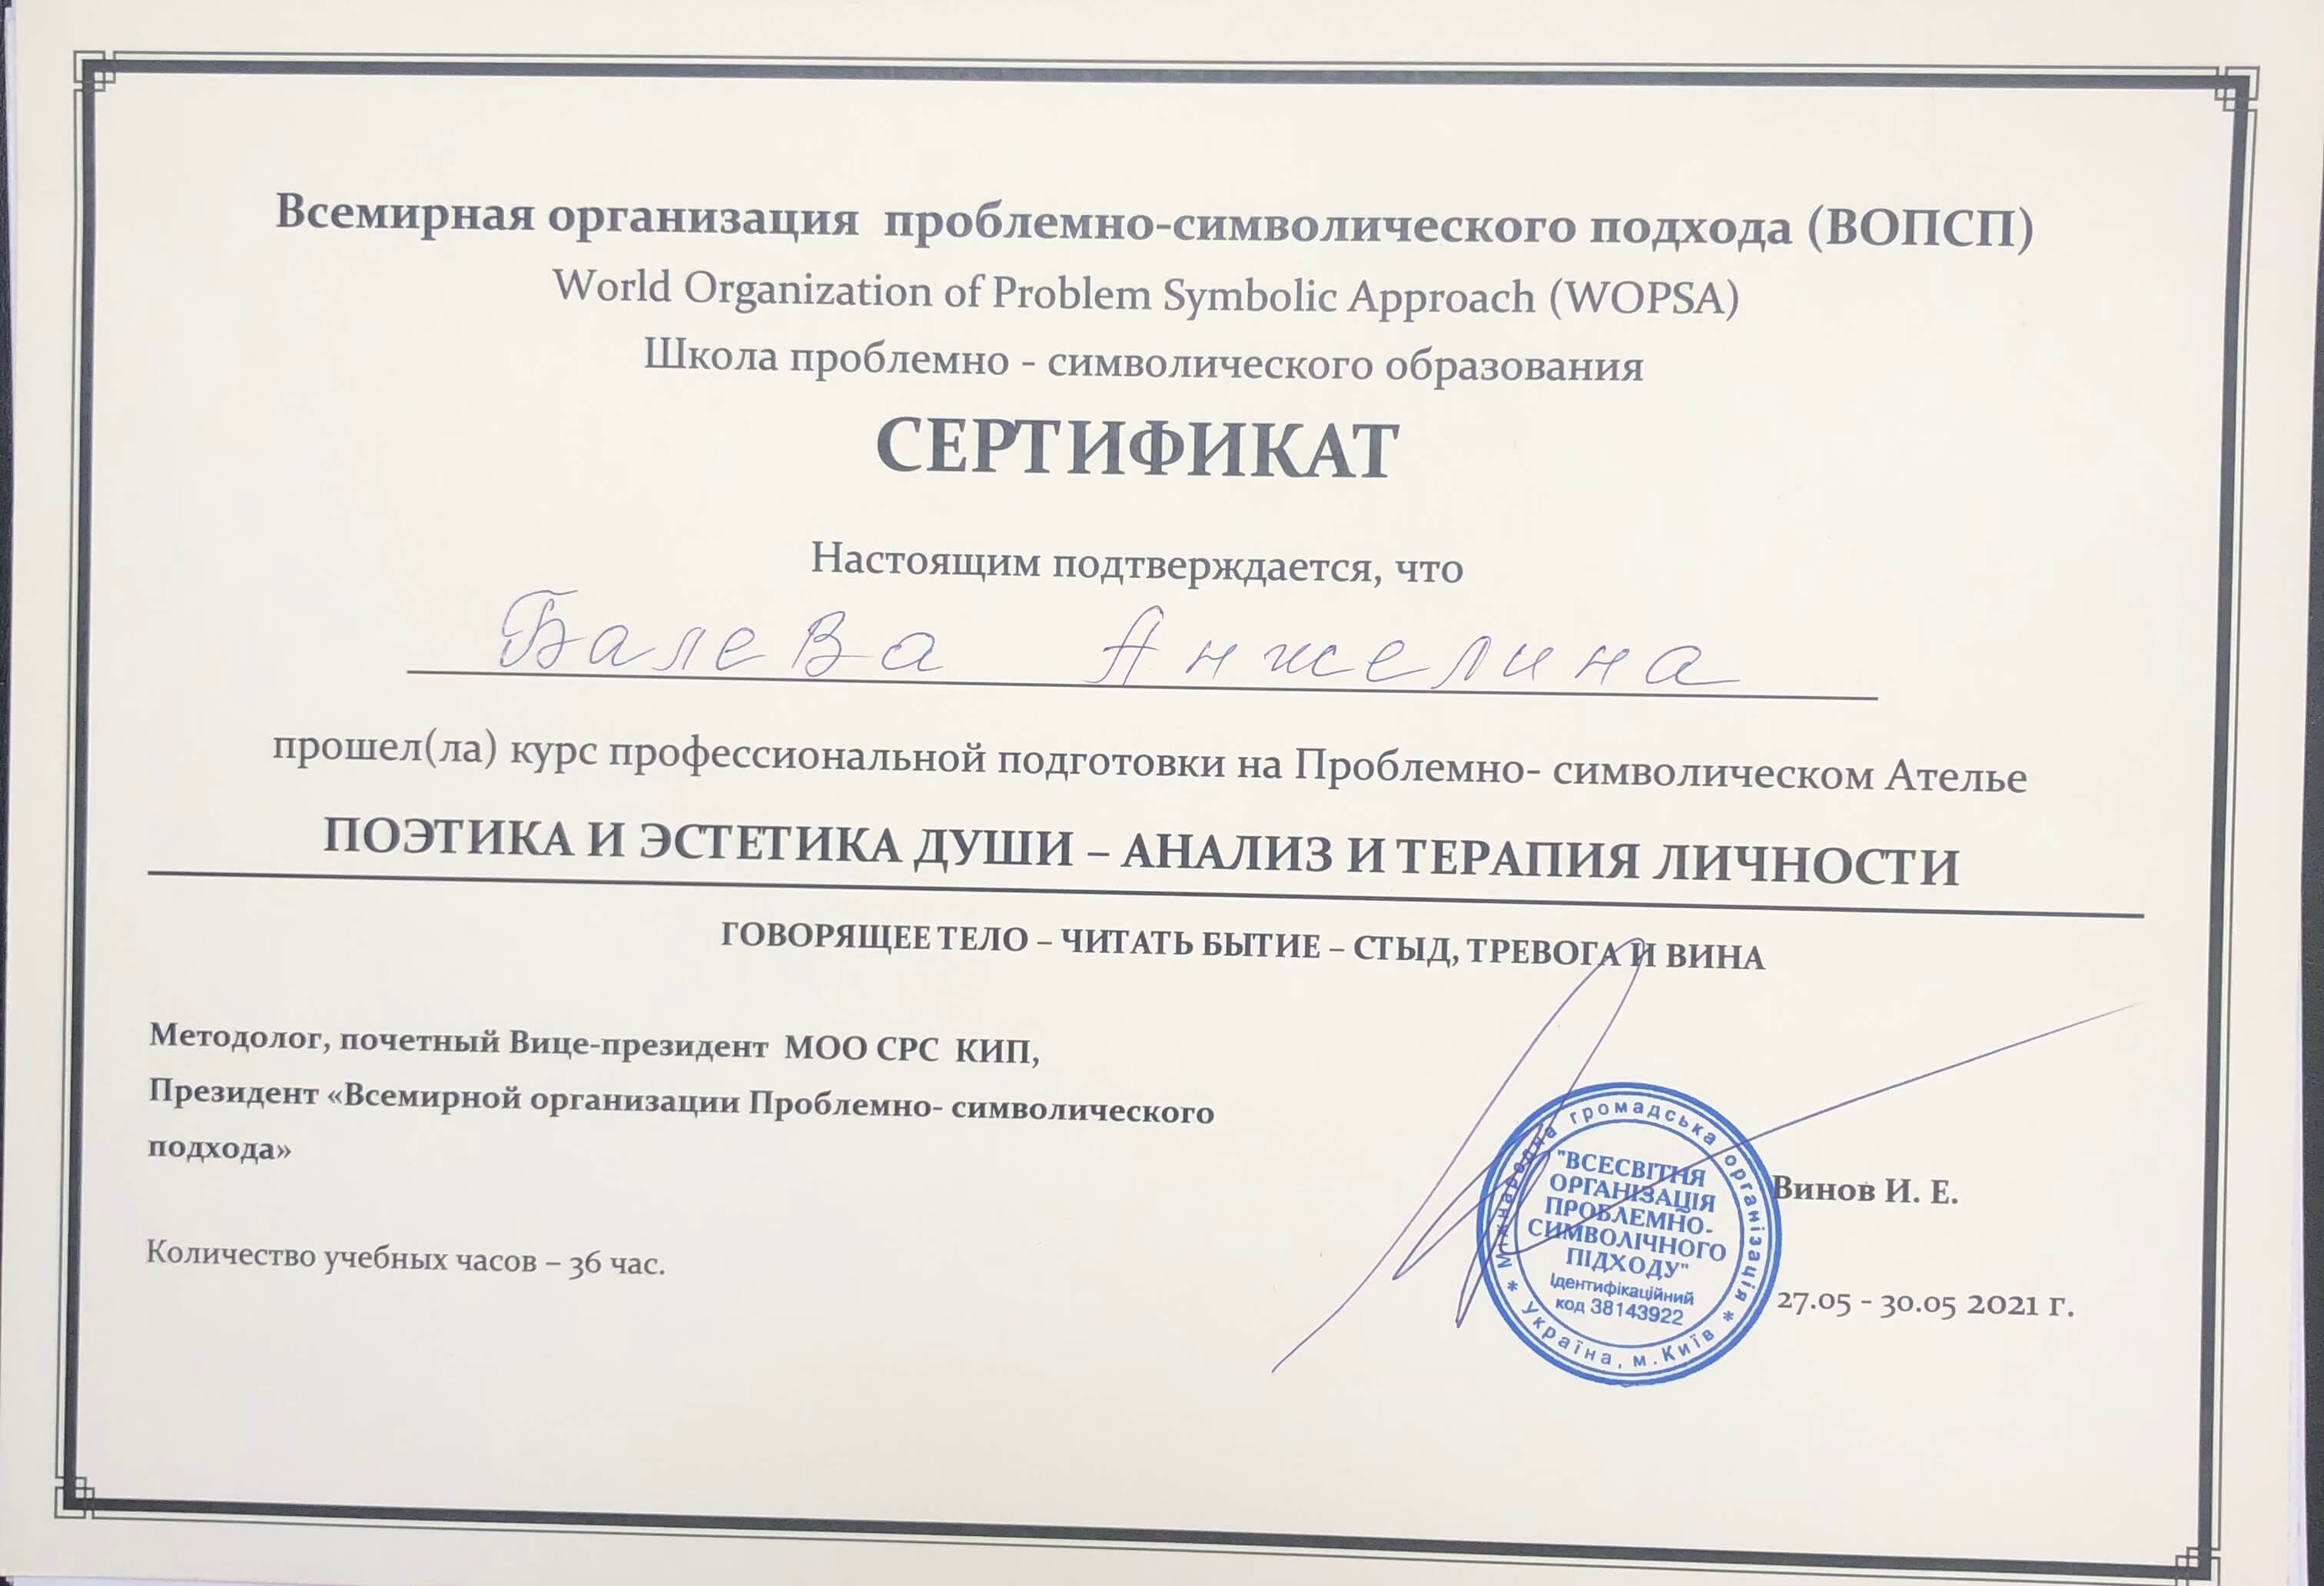 Всемирная организация проблемно-символического подхода (ВОПСП)
World Organization of Problem Symbolic Approach (WOPSA)
Школа проблемно - символического образования
СЕРТИФИКАТ
Настоящим подтверждается, что
Балева Анжелина
прошел(ла) курс профессиональной подготовки на Проблемно- символическом Ателье
ПОЭТИКА И ЭСТЕТИКА ДУШИ – АНАЛИЗ И ТЕРАПИЯ ЛИЧНОСТИ
ГОВОРЯЩЕЕ ТЕЛО – ЧИТАТЬ БЫТИЕ – СТЫД, ТРЕВОГА И ВИНА
Методолог, почетный Вице-президент МОО СРС КИП,
Президент «Всемирной организации Проблемно- символического
подхода»
Винов И. Е.
Количество учебных часов – 36 час.
27.05 - 30.05 2021 г.
Міжнародна громадська організація
"ВСЕСВІТНЯ
ОРГАНІЗАЦІЯ
ПРОБЛЕМНО-
СИМВОЛІЧНОГО
ПІДХОДУ"
Ідентифікаційний
код 38143922
* Україна, м.Київ *